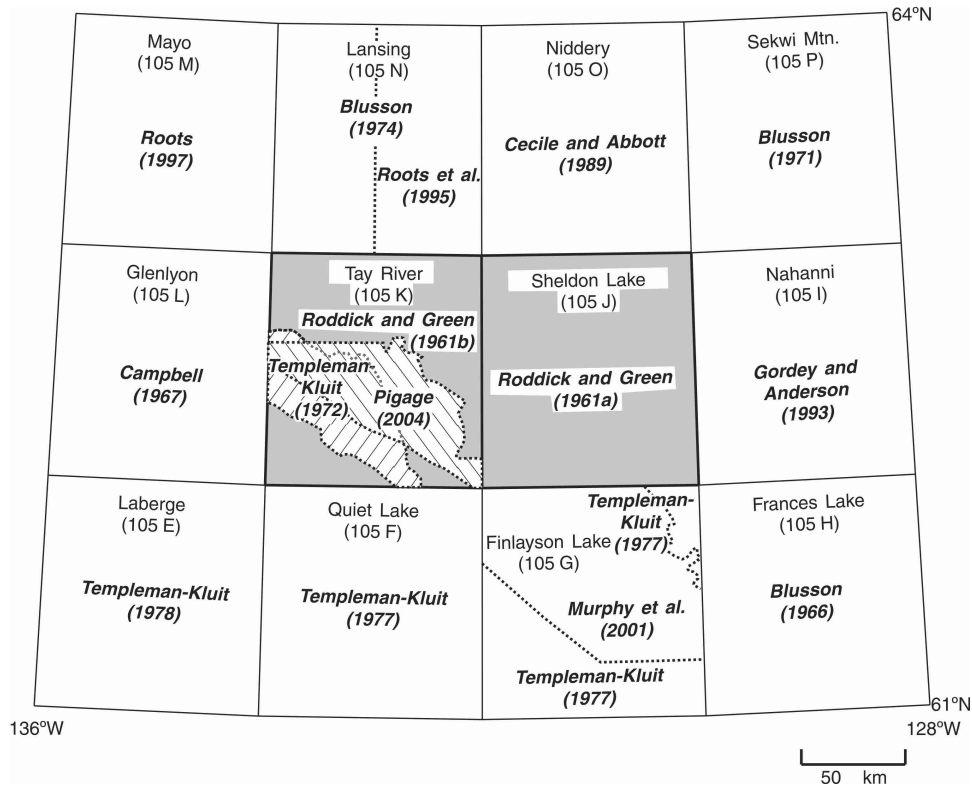 64ºN
Mayo
(105 M)
Roots
(1997)
Lansing
(105 N)
Blusson
(1974)
Roots et al.
(1995)
Niddery
(105 O)
Cecile and Abbott
(1989)
Sekwi Mtn.
(105 P)
Blusson
(1971)
Glenlyon
(105 L)
Campbell
(1967)
Tay River
(105 K)
Roddick and Green
(1961b)
Templeman
Kluit
(1972)
Pigage
(2004)
Sheldon Lake
(105 J)
Roddick and Green
(1961a)
Nahanni
(105 I)
Gordey and
Anderson
(1993)
Laberge
(105 E)
Templeman-Kluit
(1978)
Quiet Lake
(105 F)
Templeman-Kluit
(1977)
Templeman-
Kluit
(1977)
Finlayson Lake
(105 G)
Murphy et al.
(2001)
Templeman-Kluit
(1977)
Frances Lake
(105 H)
Blusson
(1966)
61ºN
136ºW
128ºW
50 km